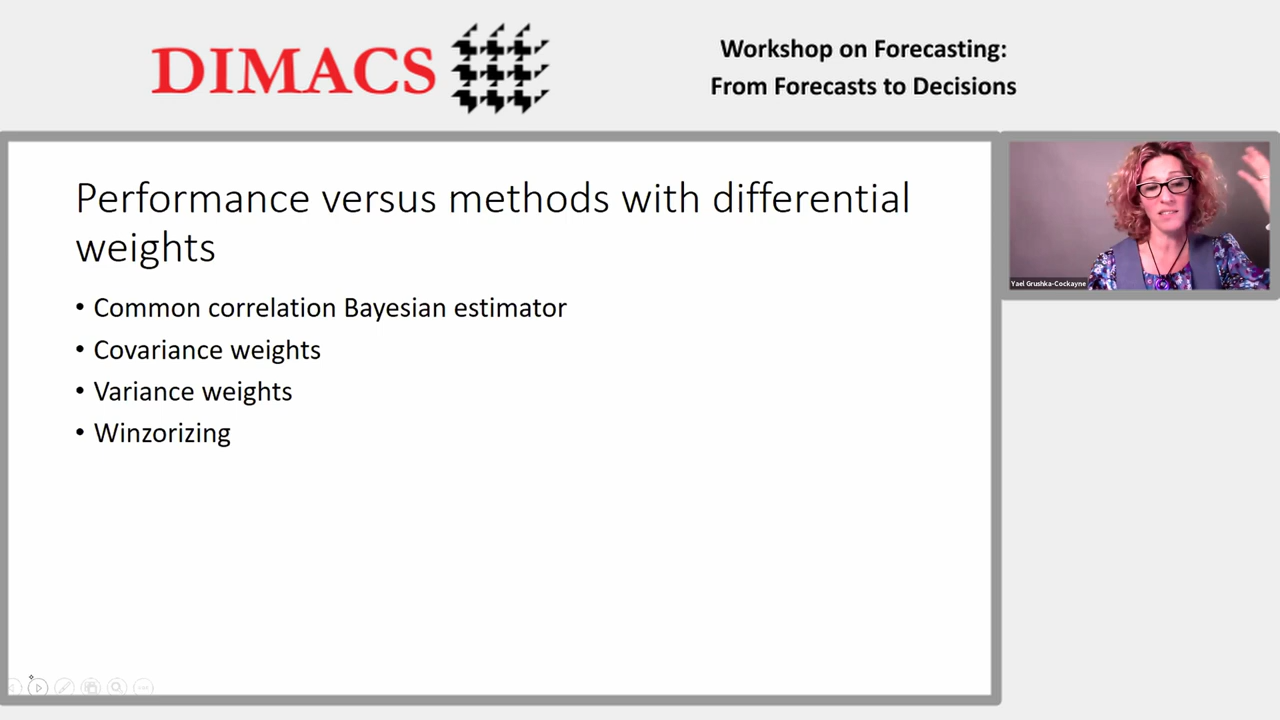 DIMACS
Workshop on Forecasting:
From Forecasts to Decisions
Performance versus methods with differential
weights
• Common correlation Bayesian estimator
• Covariance weights
• Variance weights
• Winzorizing
Yael Grushka-Cockayne